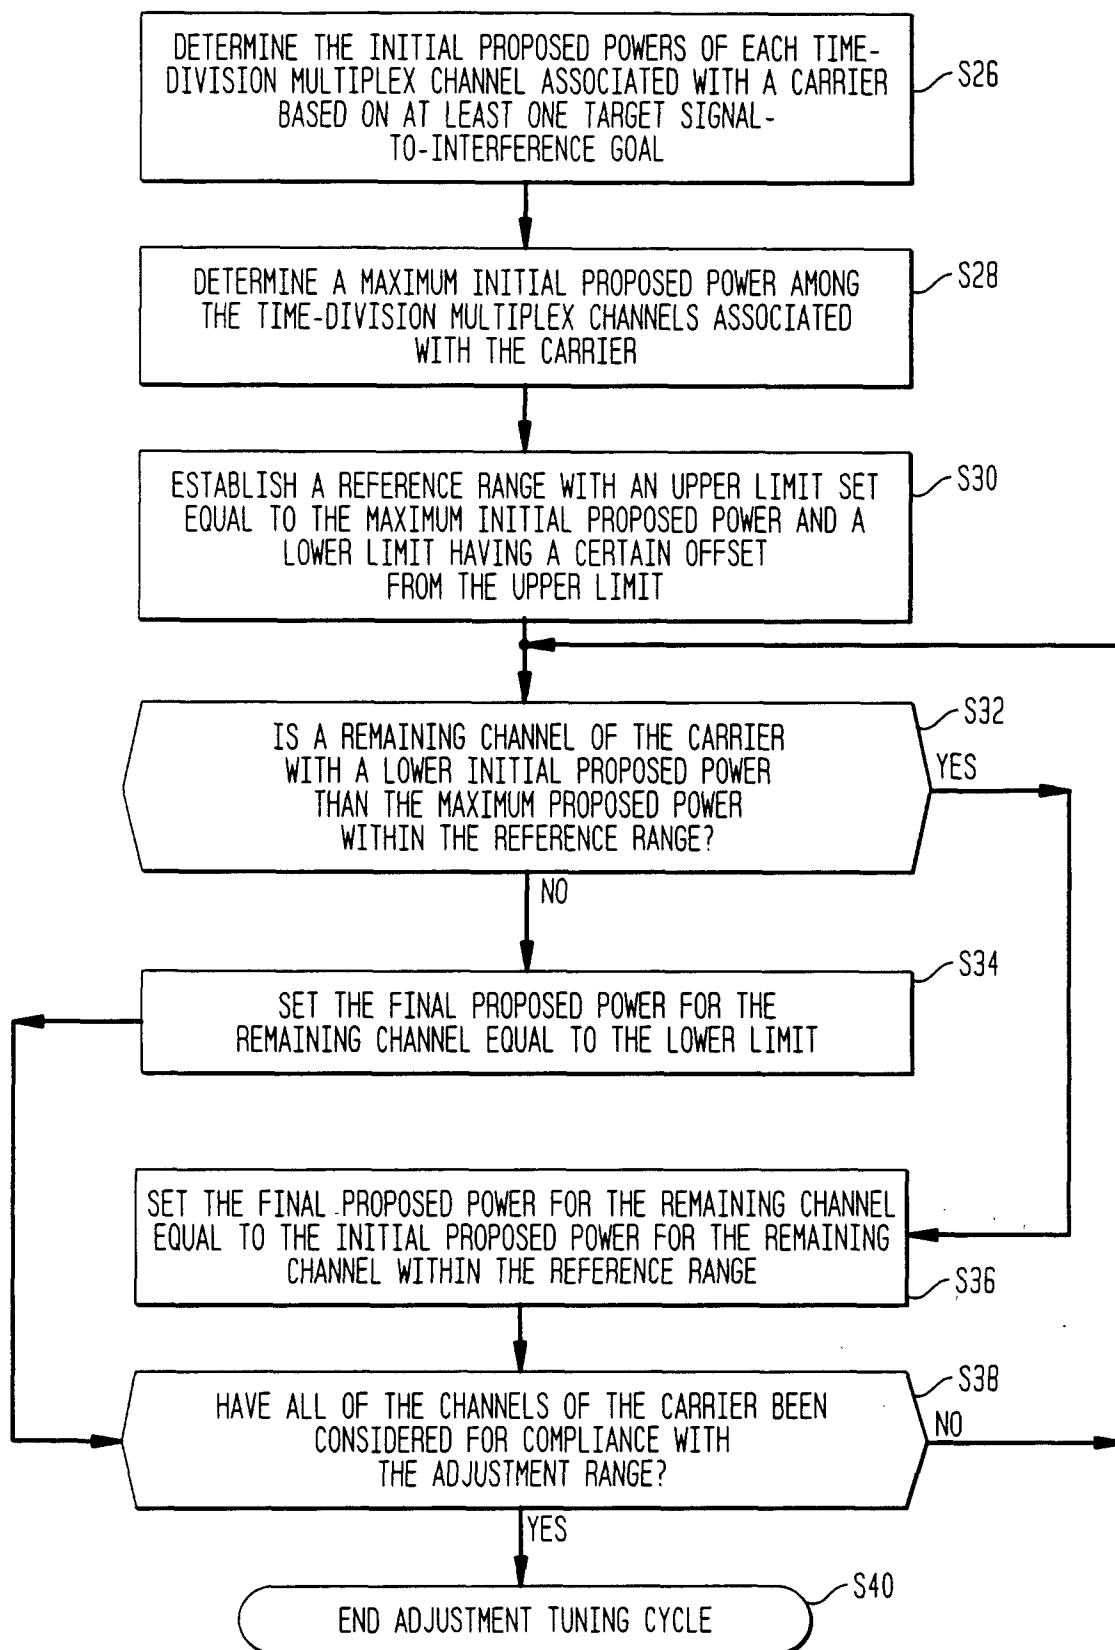 DETERMINE THE INITIAL PROPOSED POWERS OF EACH TIME-
DIVISION MULTIPLEX CHANNEL ASSOCIATED WITH A CARRIER
BASED ON AT LEAST ONE TARGET SIGNAL-
TO-INTERFERENCE GOAL
S26
DETERMINE A MAXIMUM INITIAL PROPOSED POWER AMONG
THE TIME-DIVISION MULTIPLEX CHANNELS ASSOCIATED
WITH THE CARRIER
S28
ESTABLISH A REFERENCE RANGE WITH AN UPPER LIMIT SET
EQUAL TO THE MAXIMUM INITIAL PROPOSED POWER AND A
LOWER LIMIT HAVING A CERTAIN OFFSET
FROM THE UPPER LIMIT
S30
IS A REMAINING CHANNEL OF THE CARRIER
WITH A LOWER INITIAL PROPOSED POWER
THAN THE MAXIMUM PROPOSED POWER
WITHIN THE REFERENCE RANGE?
S32
YES
NO
SET THE FINAL PROPOSED POWER FOR THE
REMAINING CHANNEL EQUAL TO THE LOWER LIMIT
S34
SET THE FINAL PROPOSED POWER FOR THE REMAINING CHANNEL
EQUAL TO THE INITIAL PROPOSED POWER FOR THE REMAINING
CHANNEL WITHIN THE REFERENCE RANGE
S36
HAVE ALL OF THE CHANNELS OF THE CARRIER BEEN
CONSIDERED FOR COMPLIANCE WITH
THE ADJUSTMENT RANGE?
S38
NO
YES
END ADJUSTMENT TUNING CYCLE
S40